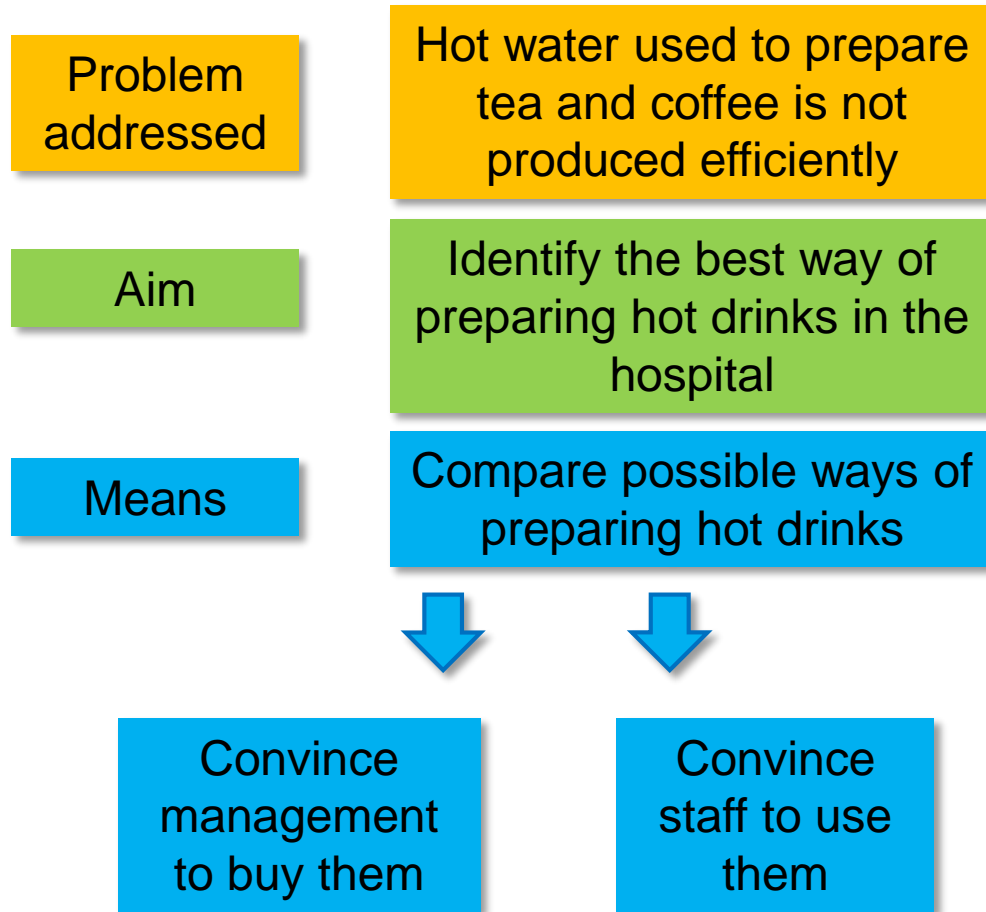 Problem
addressed
Hot water used to prepare
tea and coffee is not
produced efficiently
Aim
Identify the best way of
preparing hot drinks in the
hospital
Means
Compare possible ways of
preparing hot drinks
Convince
management
to buy them
Convince
staff to use
them